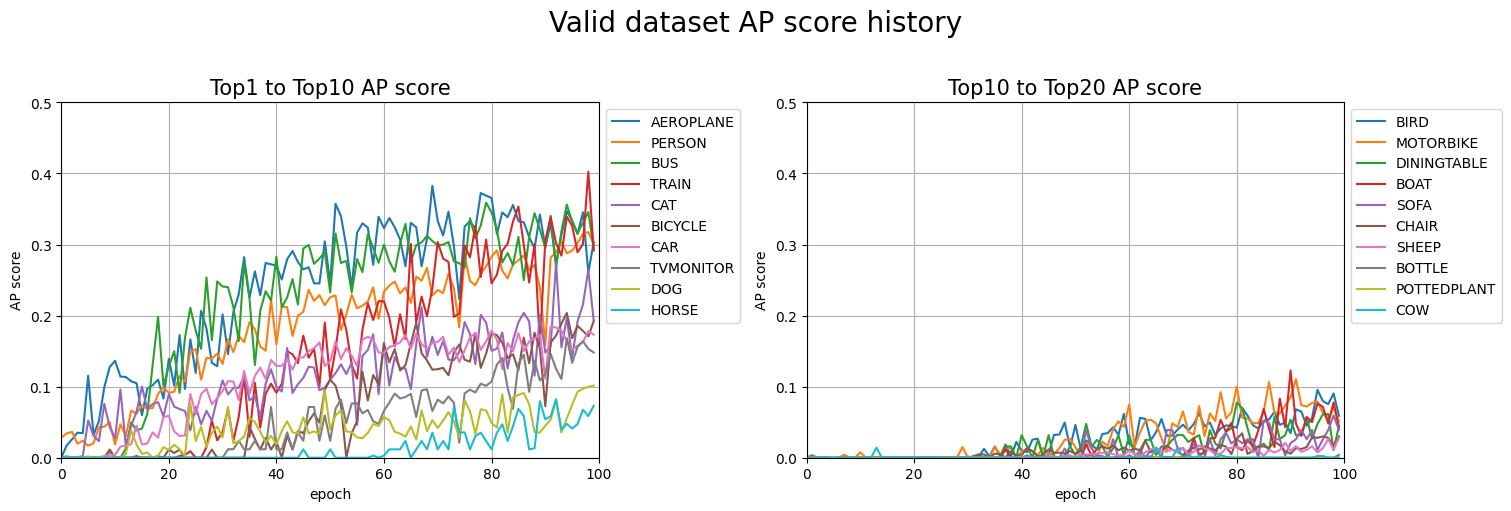 Valid dataset AP score history
Top1 to Top10 AP score
AP score
0.5
0.4
0.3
0.2
0.1
0.0
0 20 40 60 80 100
epoch
AEROPLANE
PERSON
BUS
TRAIN
CAT
BICYCLE
CAR
TVMONITOR
DOG
HORSE
Top10 to Top20 AP score
AP score
0.5
0.4
0.3
0.2
0.1
0.0
0 20 40 60 80 100
epoch
BIRD
MOTORBIKE
DININGTABLE
BOAT
SOFA
CHAIR
SHEEP
BOTTLE
POTTEDPLANT
COW